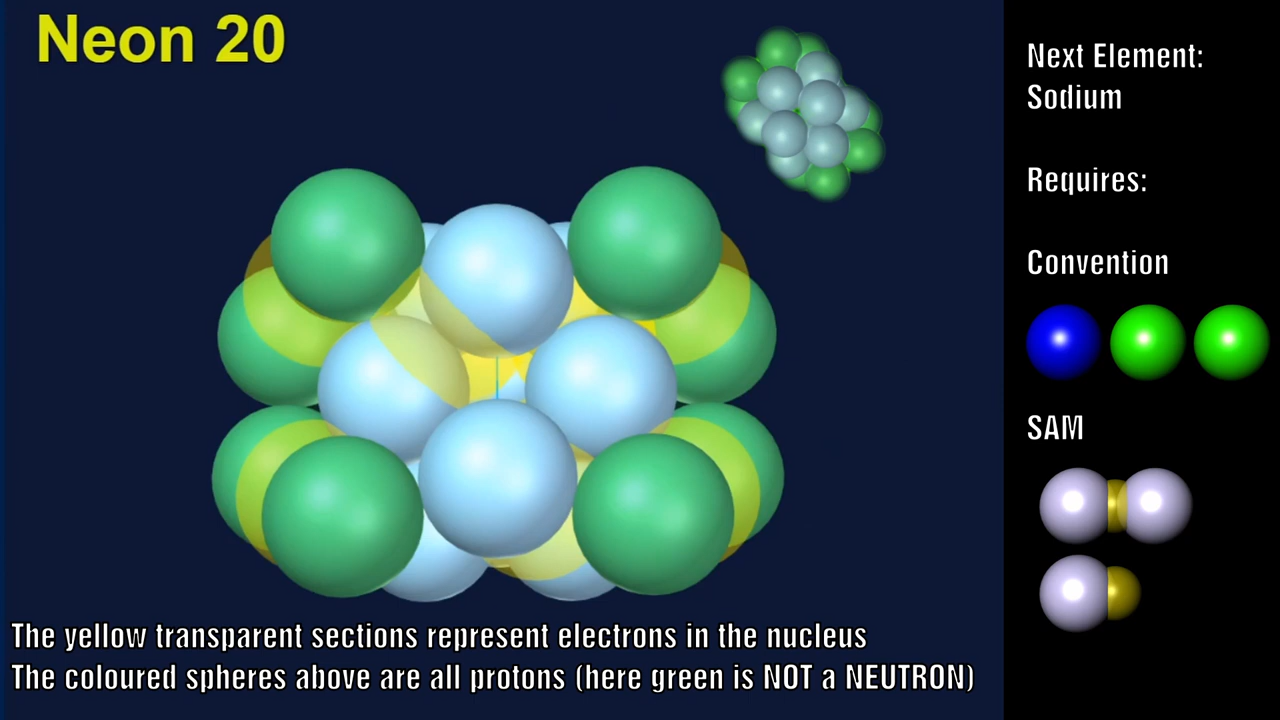 Neon 20
The yellow transparent sections represent electrons in the nucleus
The coloured spheres above are all protons (here green is NOT a NEUTRON)
Next Element:
Sodium
Requires:
Convention
SAM